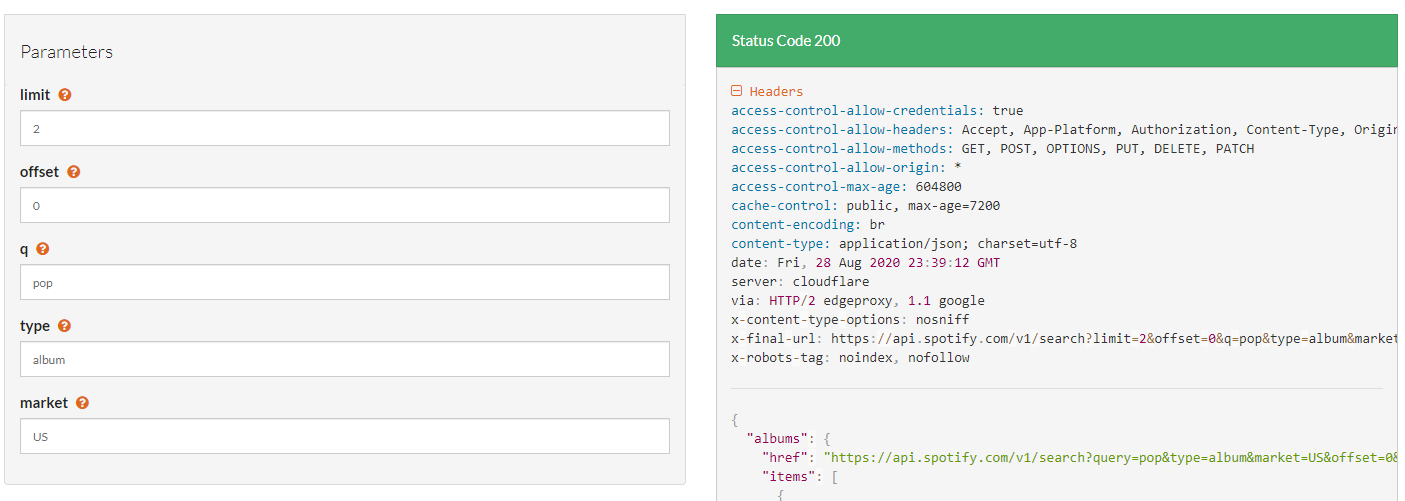 Parameters
limit
2
offset
0
q
pop
type
album
market
US
Status Code 200
Headers
access-control-allow-credentials: true
access-control-allow-headers: Accept, App-Platform, Authorization, Content-Type, Origin
access-control-allow-methods: GET, POST, OPTIONS, PUT, DELETE, PATCH
access-control-allow-origin: *
access-control-max-age: 604800
cache-control: public, max-age=7200
content-encoding: br
content-type: application/json; charset=utf-8
date: Fri, 28 Aug 2020 23:39:12 GMT
server: cloudflare
via: HTTP/2 edgeproxy, 1.1 google
x-content-type-options: nosniff
x-final-url: https://api.spotify.com/v1/search?limit=2&offset=0&q=pop&type=album&market
x-robots-tag: noindex, nofollow
{
"albums": {
"href": "https://api.spotify.com/v1/search?query=pop&type=album&market=US&offset=0&
"items": [
{